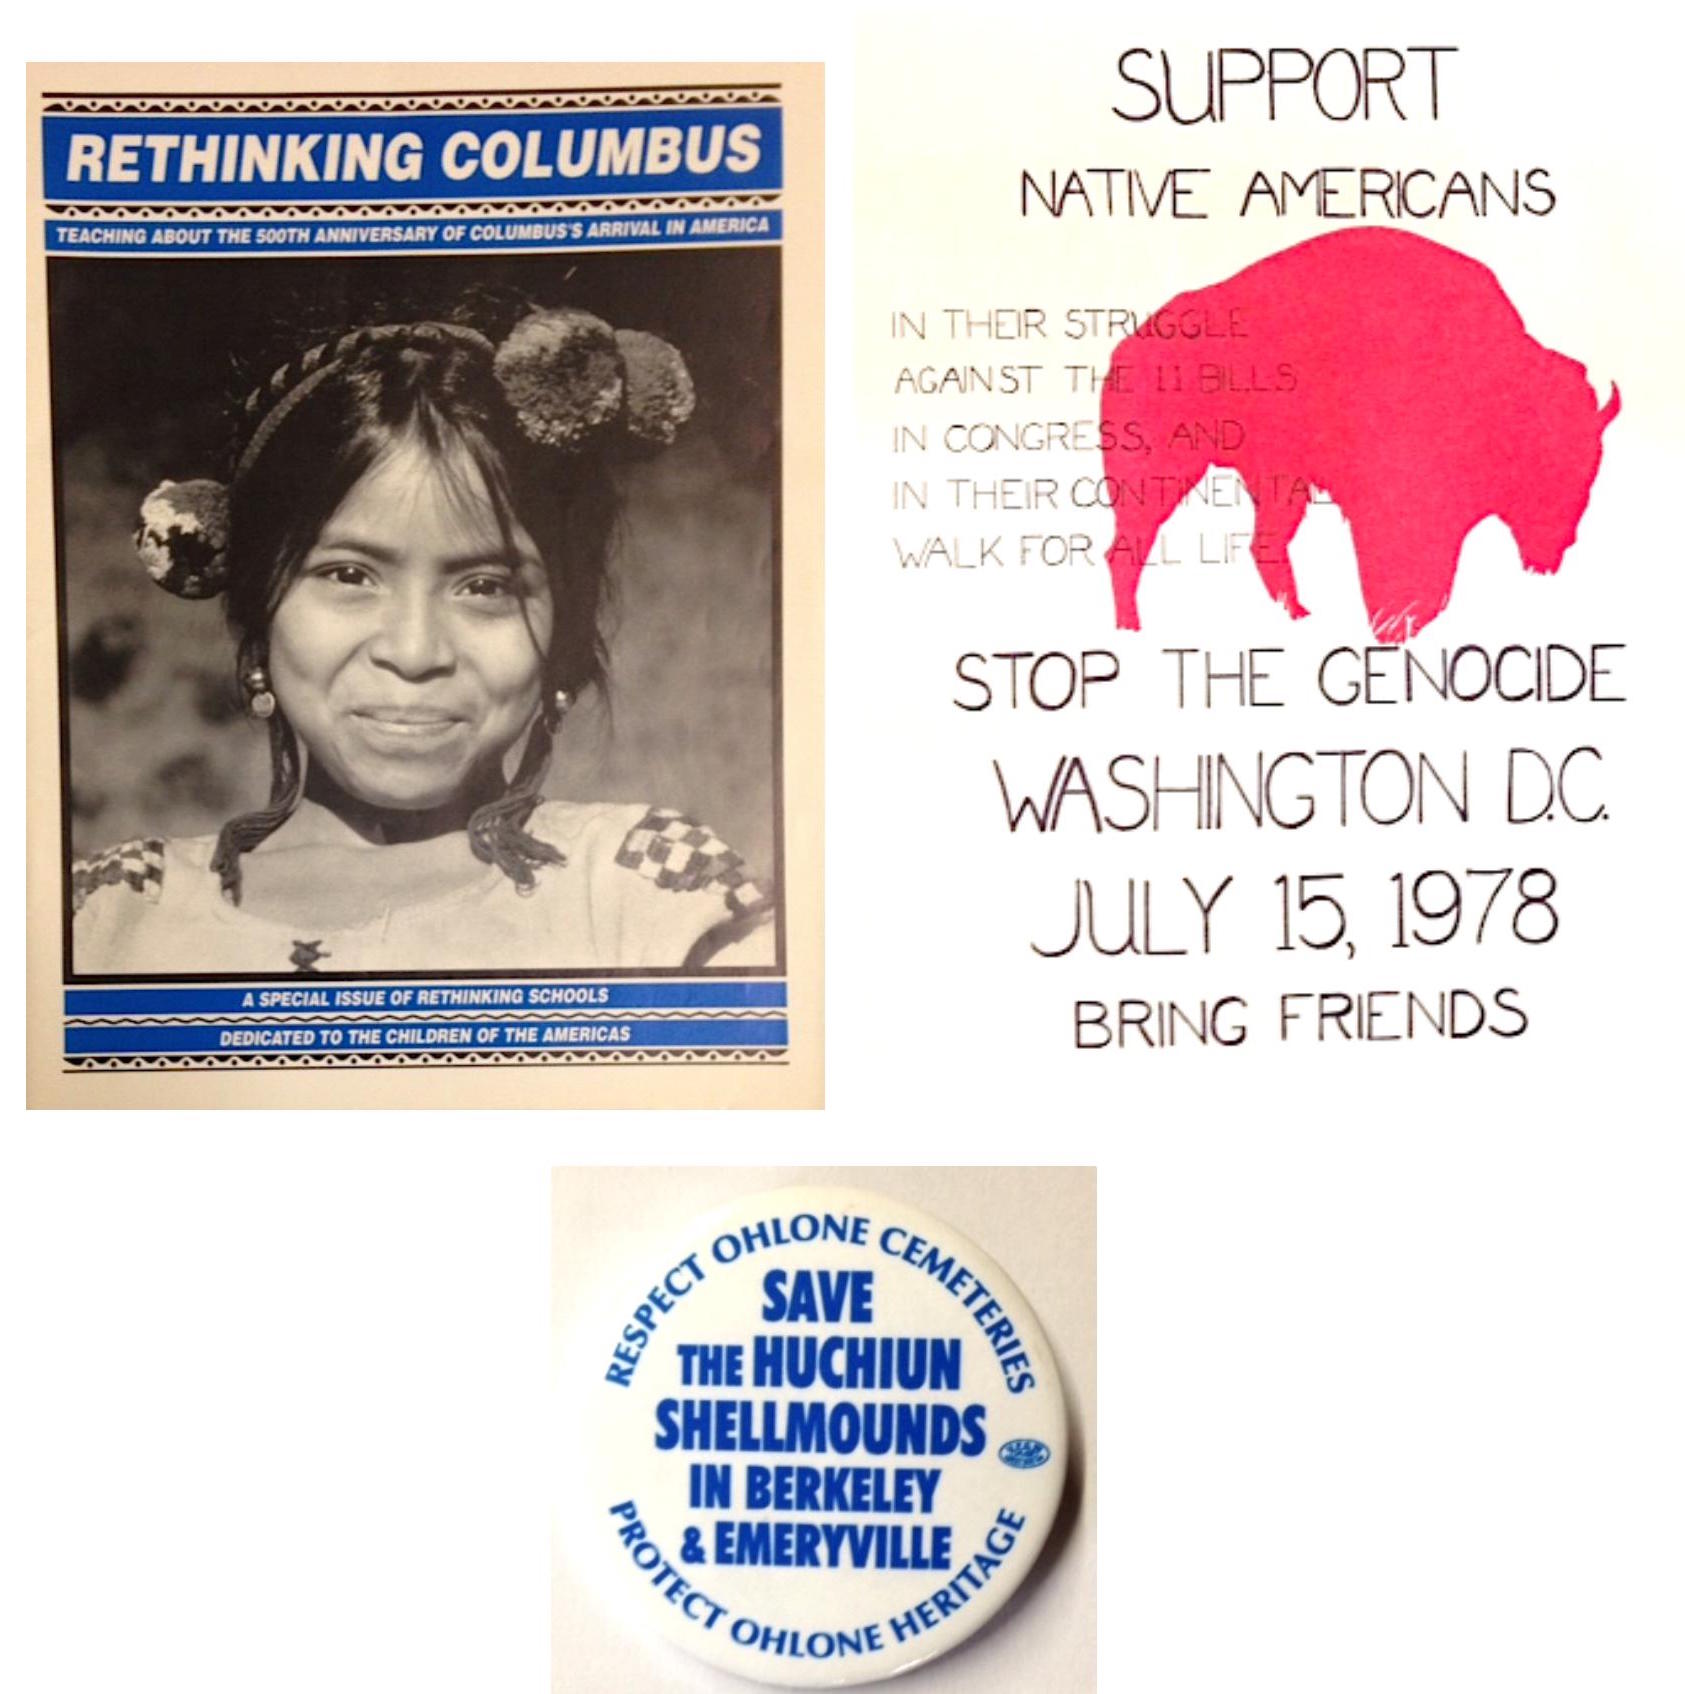 RETHINKING COLUMBUS
TEACHING ABOUT THE 500TH ANNIVERSARY OF COLUMBUS'S ARRIVAL IN AMERICA
A SPECIAL ISSUE OF RETHINKING SCHOOLS
DEDICATED TO THE CHILDREN OF THE AMERICAS
SUPPORT
NATIVE AMERICANS
IN THEIR STRUGGLE
AGAINST THE 11 BILLS
IN CONGRESS, AND
IN THEIR CONTINENTAL
WALK FOR ALL LIFE.
STOP THE GENOCIDE
WASHINGTON D.C.
JULY 15, 1978
BRING FRIENDS
RESPECT OHLONE CEMETERIES
SAVE
THE HUCHIUN
SHELLMOUNDS
IN BERKELEY
& EMERYVILLE
PROTECT OHLONE HERITAGE